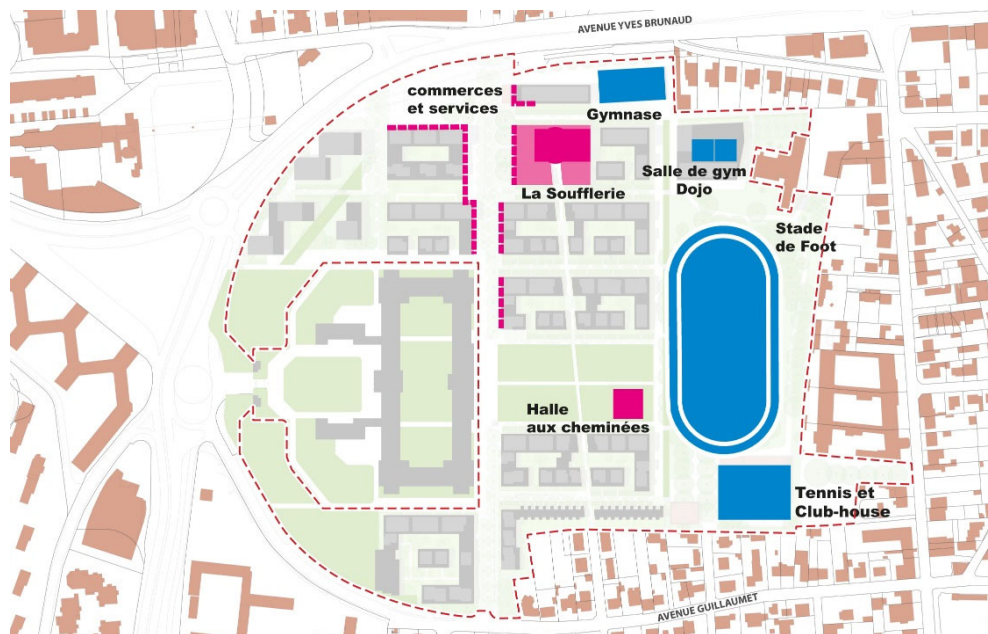 AVENUE YVES BRUNAUD
commerces
et services
Gymnase
Salle de gym
Dojo
La Soufflerie
Stade
de Foot
Halle
aux cheminées
Tennis et
Club-house
AVENUE GUILLAUMET